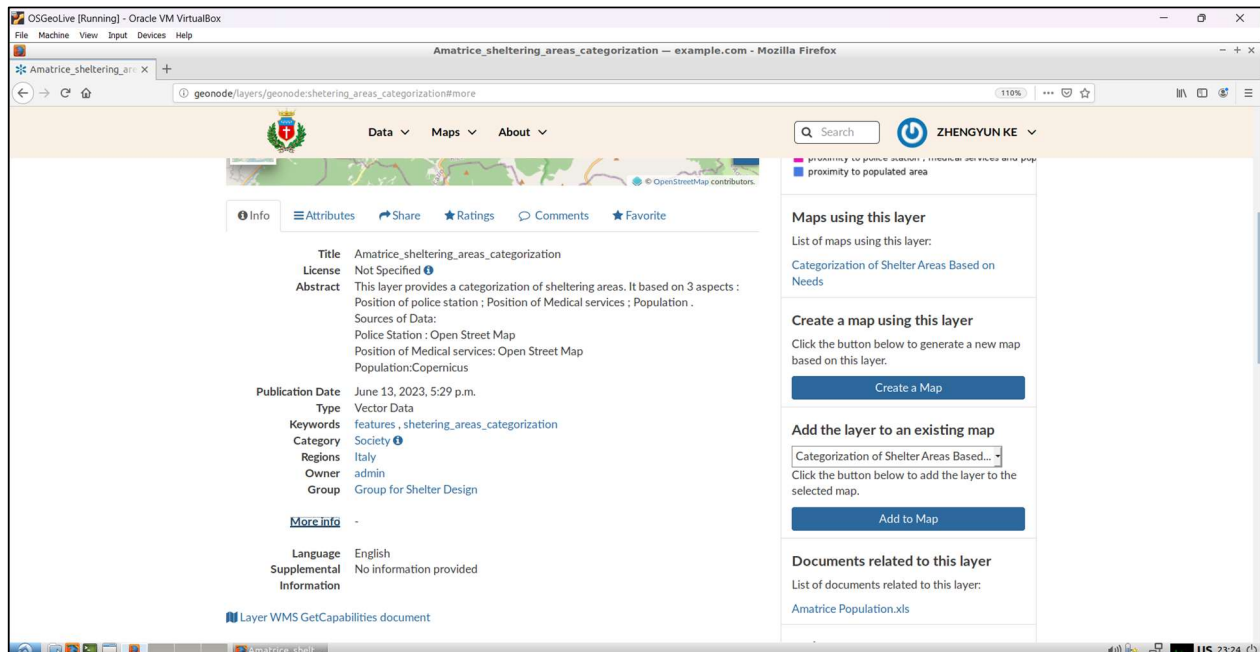 OSGeoLive [Running] - Oracle VM VirtualBox
File Machine View Input Devices Help
Amatrice_sheltering_areas_categorization — example.com - Mozilla Firefox
Amatrice_sheltering_are
geonode/layers/geonode:shetering_areas_categorization#more
110%
Data
Maps
About
Search
ZHENGYUN KE
© OpenStreetMap contributors.
proximity to police station , medical services and pop
proximity to populated area
Info
Attributes
Share
Ratings
Comments
Favorite
Title Amatrice_sheltering_areas_categorization
License Not Specified
Abstract This layer provides a categorization of sheltering areas. It based on 3 aspects :
Position of police station ; Position of Medical services ; Population .
Sources of Data:
Police Station : Open Street Map
Position of Medical services: Open Street Map
Population:Copernicus
Publication Date June 13, 2023, 5:29 p.m.
Type Vector Data
Keywords features , shetering_areas_categorization
Category Society
Regions Italy
Owner admin
Group Group for Shelter Design
More info -
Language English
Supplemental No information provided
Information
Layer WMS GetCapabilities document
Maps using this layer
List of maps using this layer:
Categorization of Shelter Areas Based on
Needs
Create a map using this layer
Click the button below to generate a new map
based on this layer.
Create a Map
Add the layer to an existing map
Categorization of Shelter Areas Based...
Click the button below to add the layer to the
selected map.
Add to Map
Documents related to this layer
List of documents related to this layer:
Amatrice Population.xls
Amatrice_shelt
US 23:24